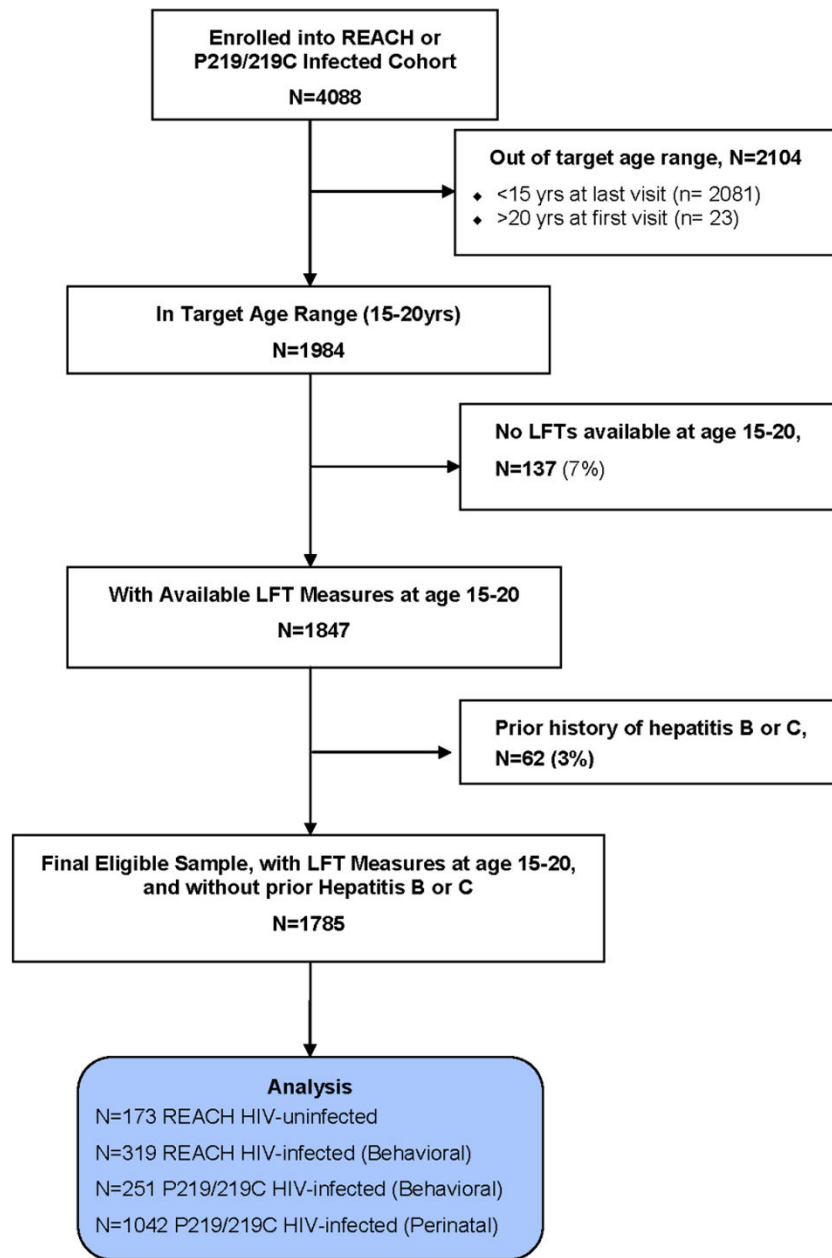 Enrolled into REACH or
P219/219C Infected Cohort
N=4088
Out of target age range, N=2104
◆ <15 yrs at last visit (n= 2081)
◆ >20 yrs at first visit (n= 23)
In Target Age Range (15-20yrs)
N=1984
No LFTs available at age 15-20,
N=137 (7%)
With Available LFT Measures at age 15-20
N=1847
Prior history of hepatitis B or C,
N=62 (3%)
Final Eligible Sample, with LFT Measures at age 15-20,
and without prior Hepatitis B or C
N=1785
Analysis
N=173 REACH HIV-uninfected
N=319 REACH HIV-infected (Behavioral)
N=251 P219/219C HIV-infected (Behavioral)
N=1042 P219/219C HIV-infected (Perinatal)